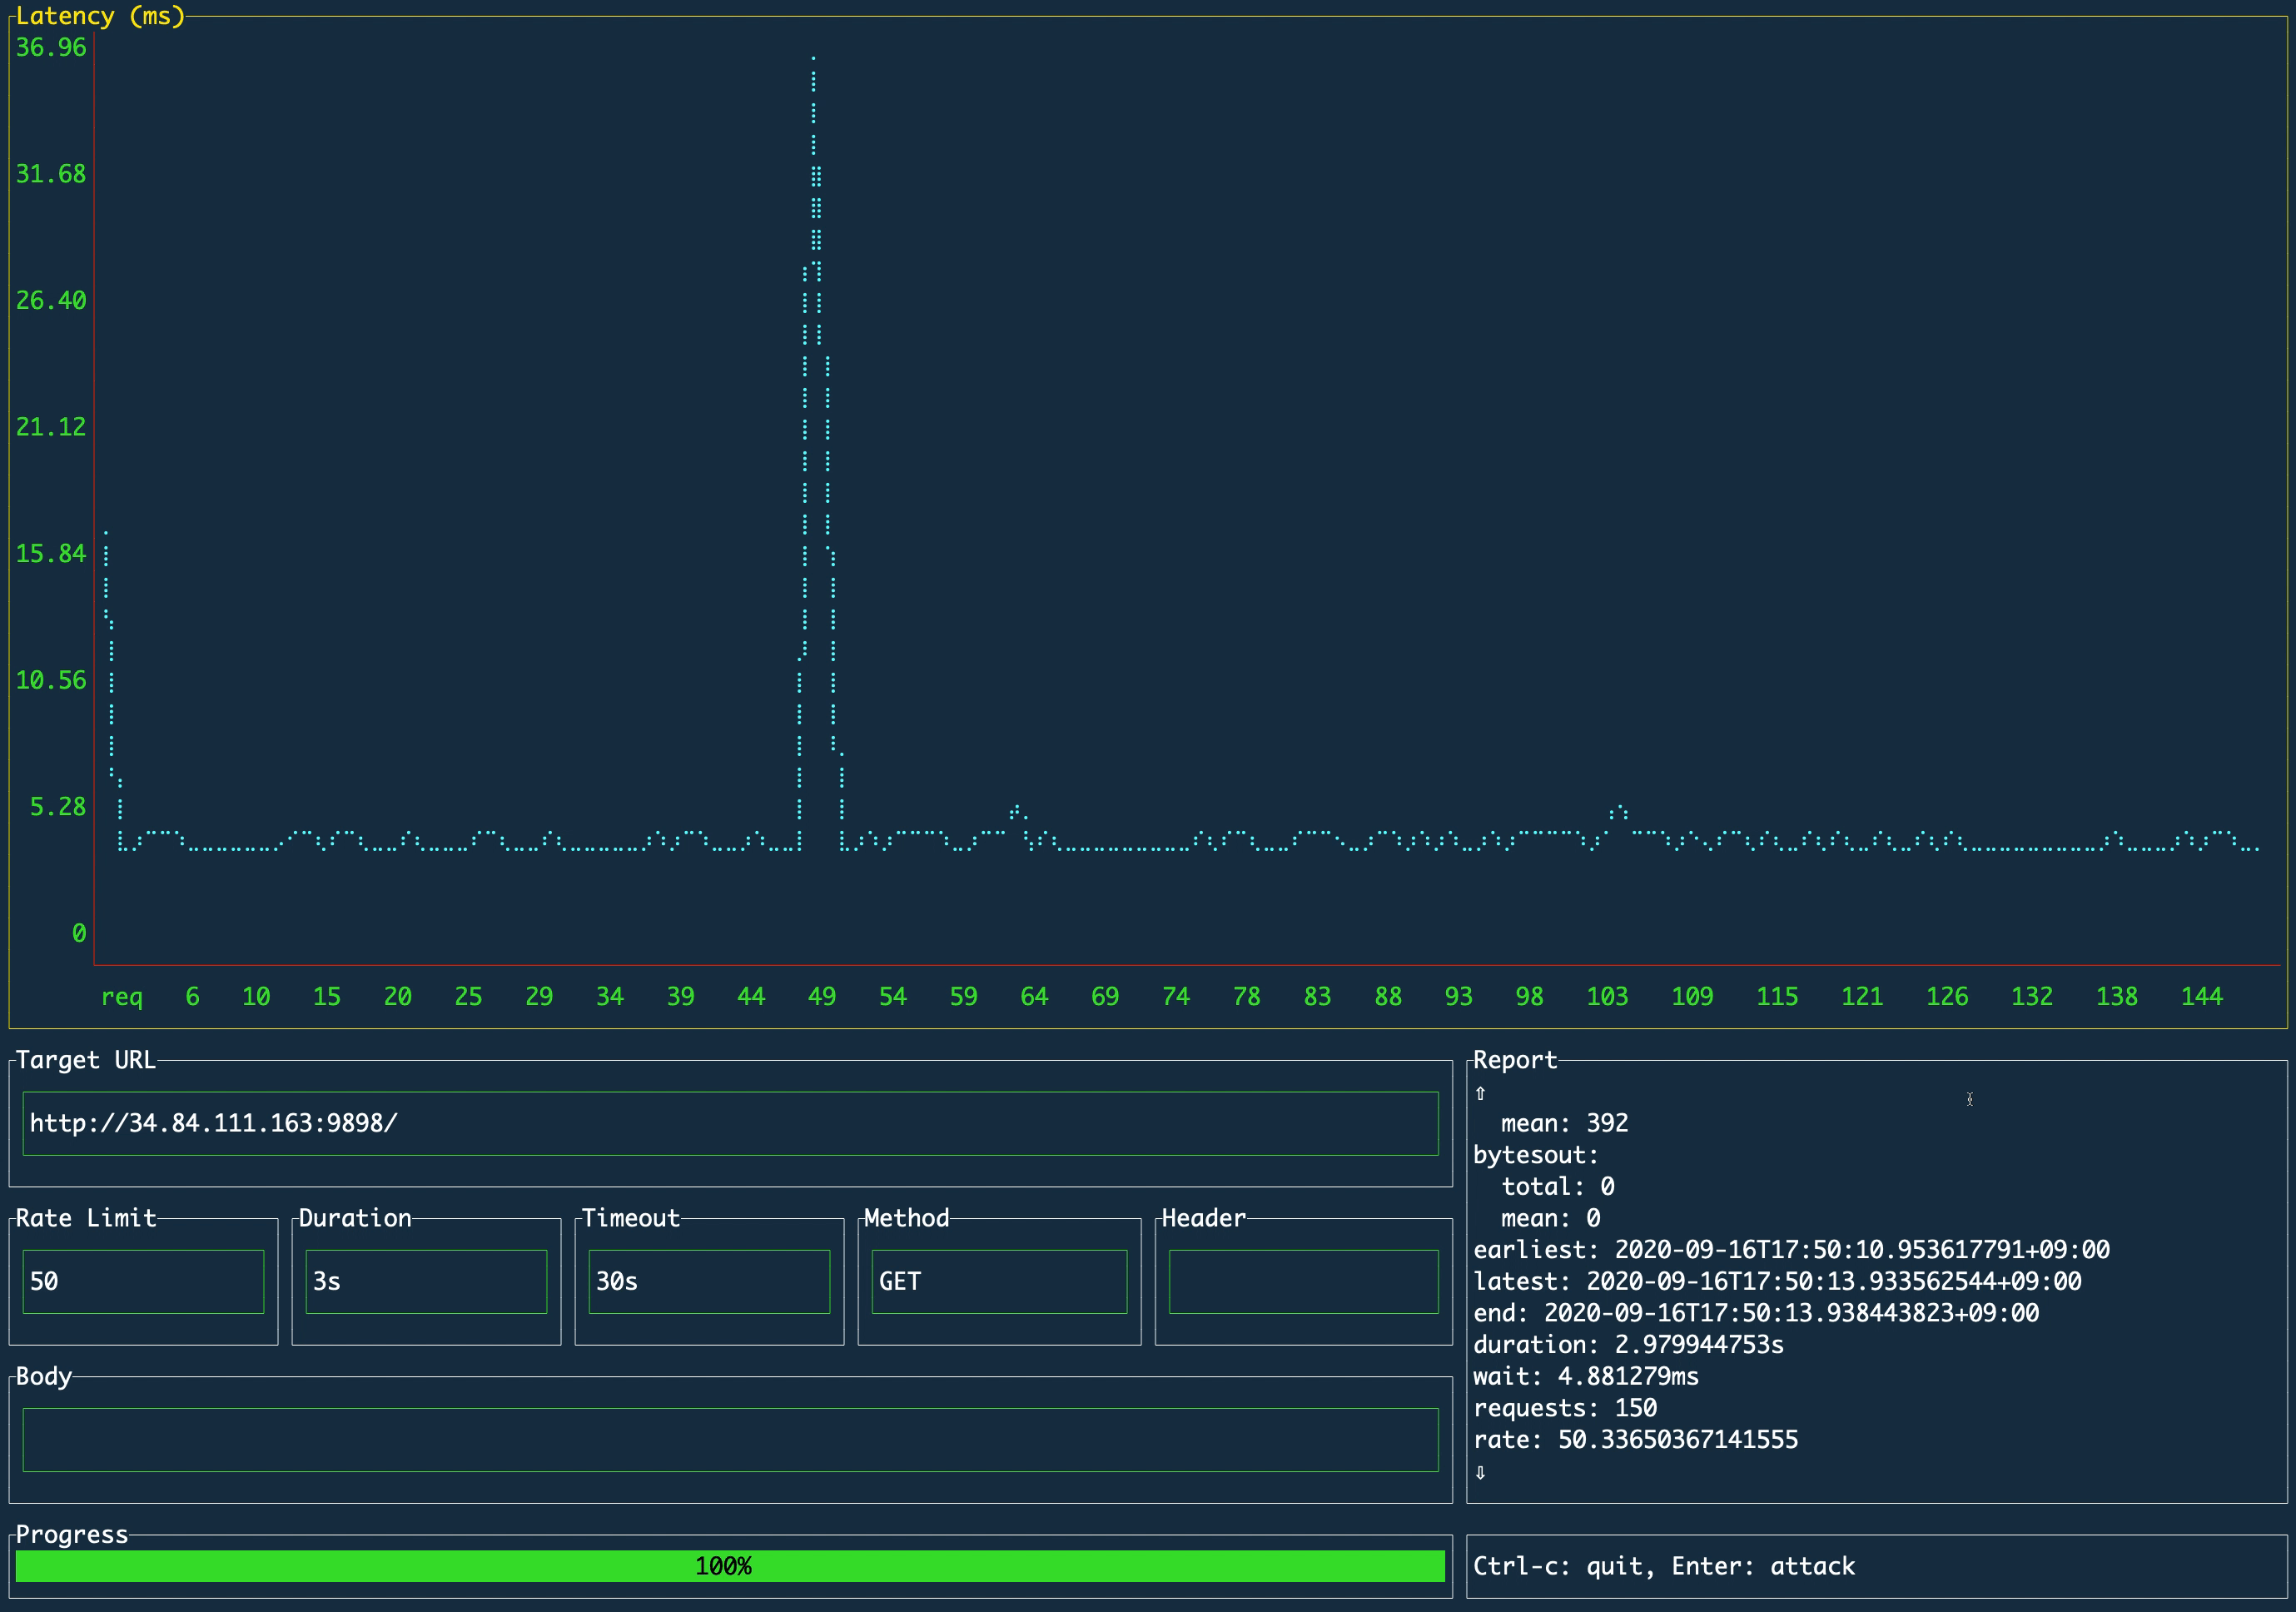 Latency (ms)
36.96
31.68
26.40
21.12
15.84
10.56
5.28
0
req 6 10 15 20 25 29 34 39 44 49 54 59 64 69 74 78 83 88 93 98 103 109 115 121 126 132 138 144
Target URL
http://34.84.111.163:9898/
Rate Limit Duration Timeout Method Header
50 3s 30s GET
Body
Report
⇧
mean: 392
bytesout:
total: 0
mean: 0
earliest: 2020-09-16T17:50:10.953617791+09:00
latest: 2020-09-16T17:50:13.933562544+09:00
end: 2020-09-16T17:50:13.938443823+09:00
duration: 2.979944753s
wait: 4.881279ms
requests: 150
rate: 50.33650367141555
⇩
Progress
100%
Ctrl-c: quit, Enter: attack